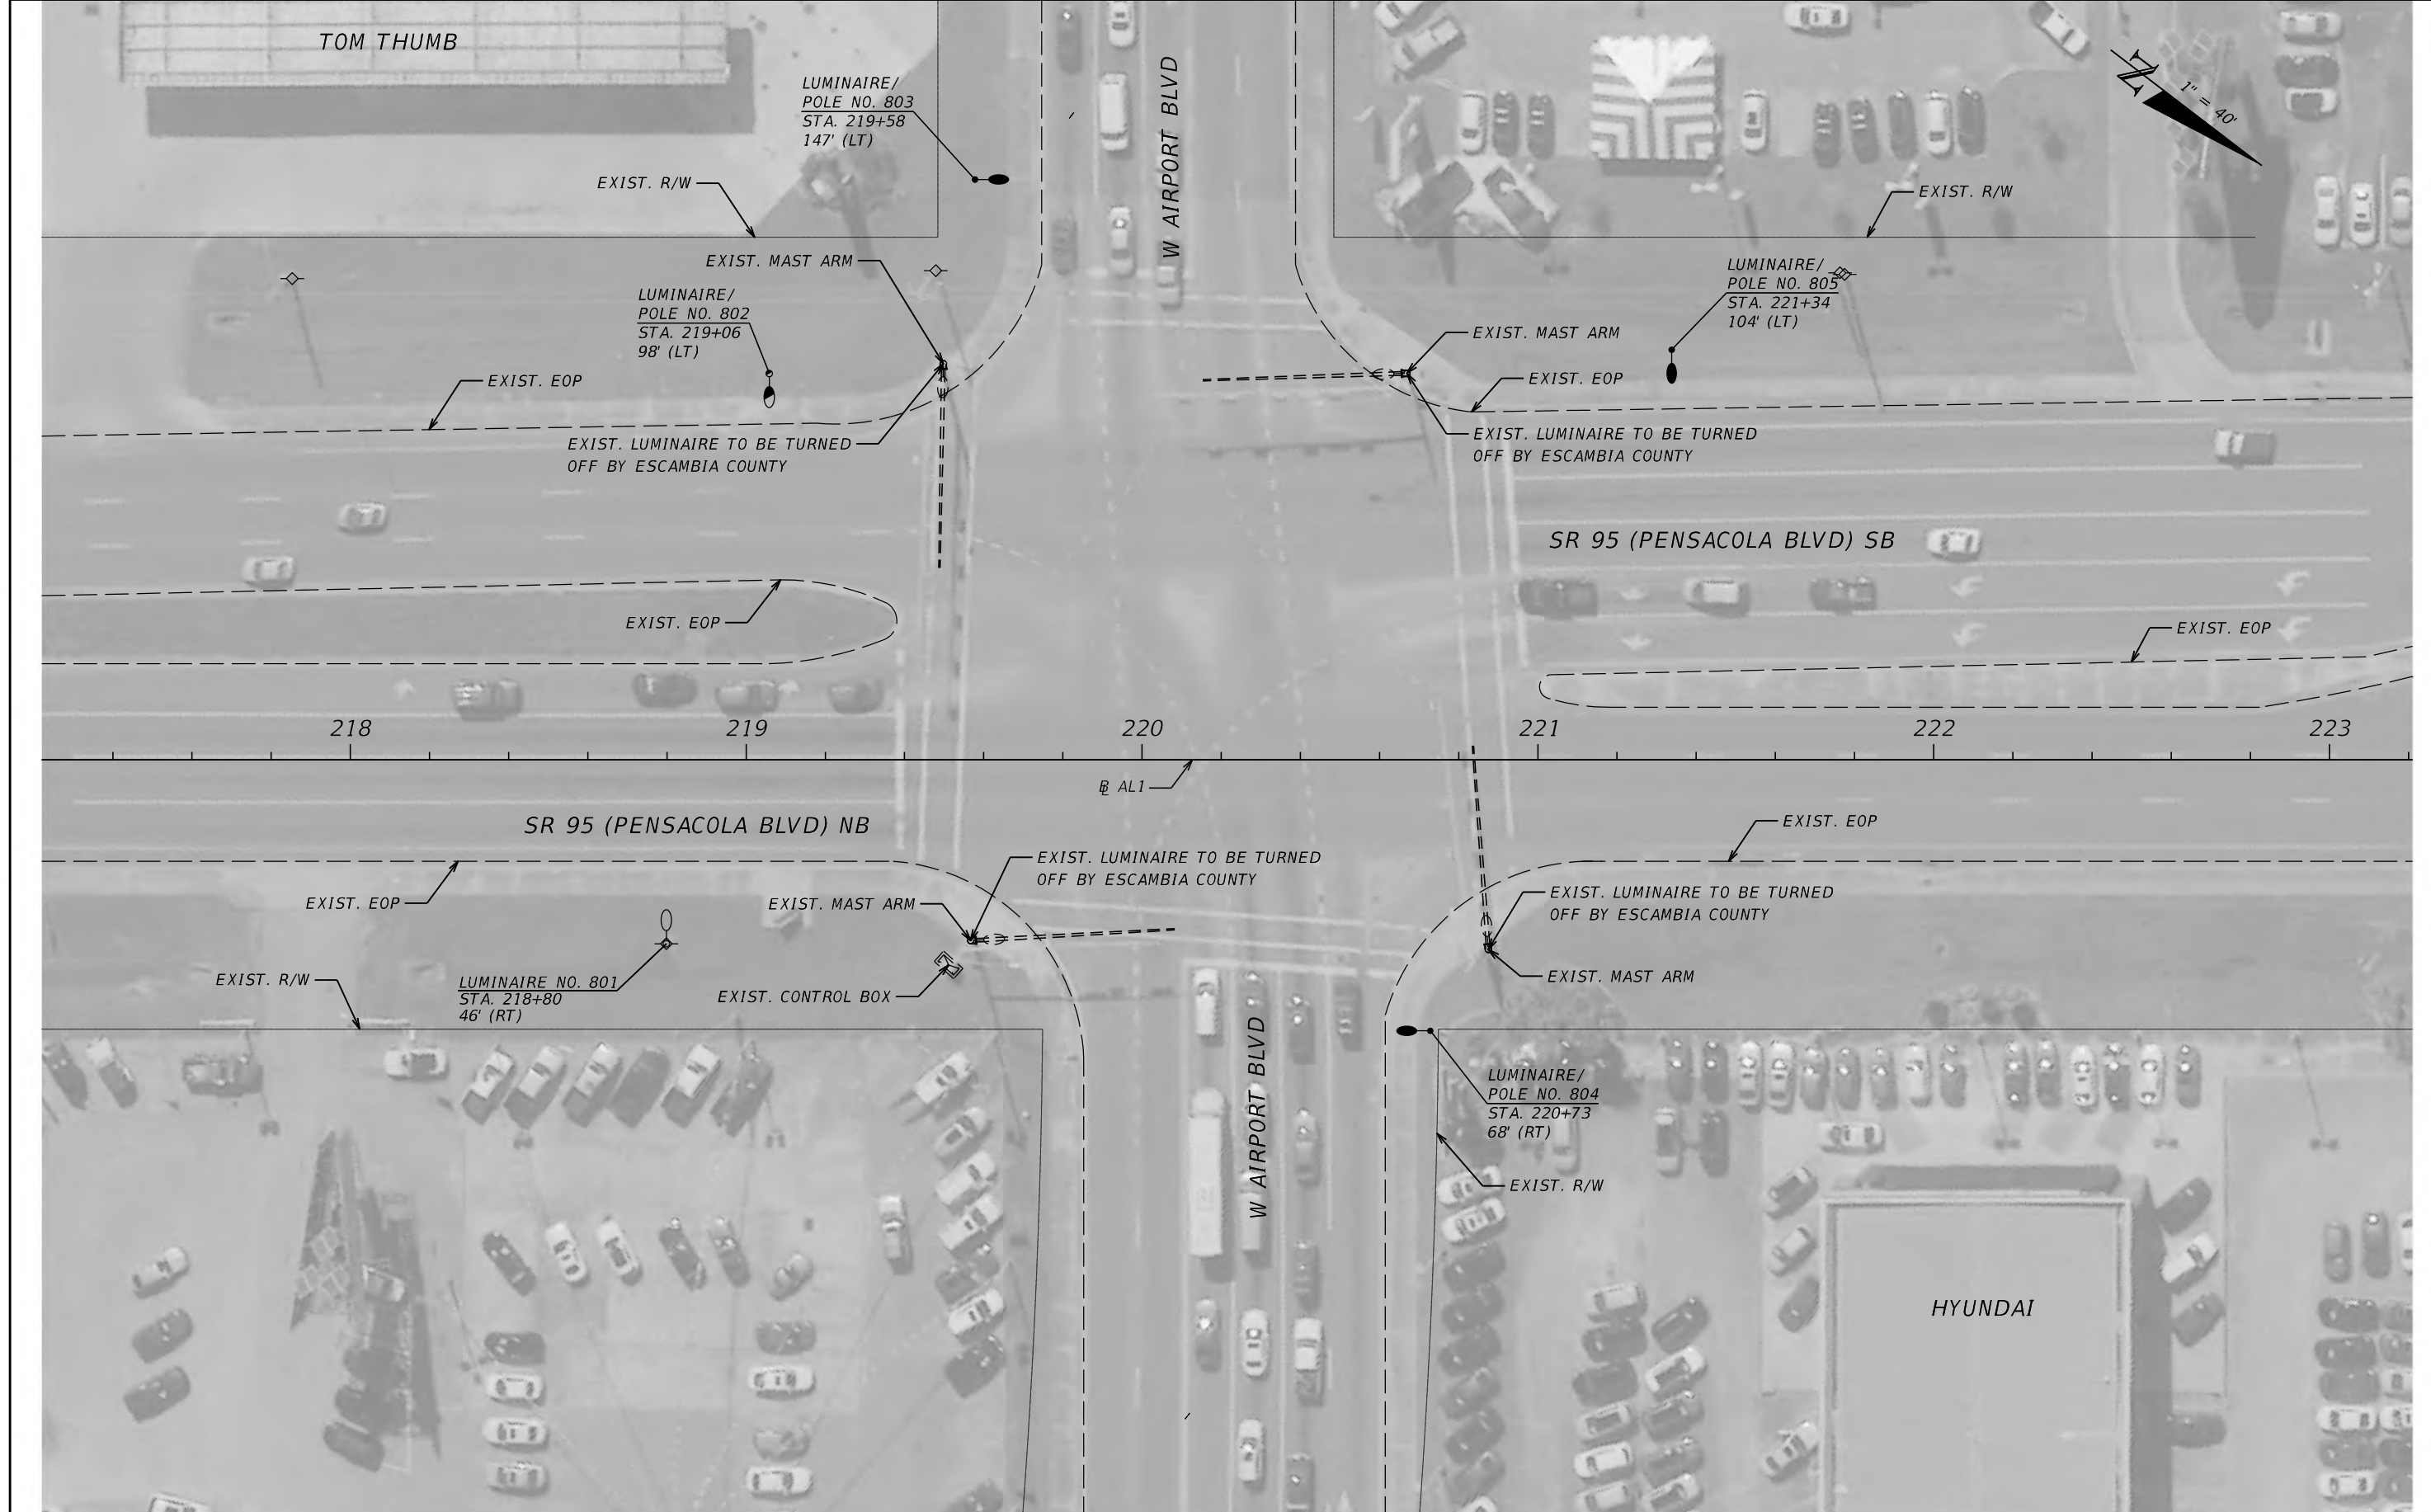 TOM THUMB
LUMINAIRE/
POLE NO. 803
STA. 219+58
147' (LT)
W AIRPORT BLVD
N
1" = 40'
EXIST. R/W
EXIST. R/W
EXIST. MAST ARM
LUMINAIRE/
POLE NO. 802
STA. 219+06
98' (LT)
LUMINAIRE/
POLE NO. 805
STA. 221+34
104' (LT)
EXIST. MAST ARM
EXIST. EOP
EXIST. EOP
EXIST. LUMINAIRE TO BE TURNED
OFF BY ESCAMBIA COUNTY
EXIST. LUMINAIRE TO BE TURNED
OFF BY ESCAMBIA COUNTY
SR 95 (PENSACOLA BLVD) SB
EXIST. EOP
EXIST. EOP
218
219
220
221
222
223
BL AL1
SR 95 (PENSACOLA BLVD) NB
EXIST. EOP
EXIST. LUMINAIRE TO BE TURNED
OFF BY ESCAMBIA COUNTY
EXIST. EOP
EXIST. MAST ARM
EXIST. LUMINAIRE TO BE TURNED
OFF BY ESCAMBIA COUNTY
EXIST. R/W
LUMINAIRE NO. 801
STA. 218+80
46' (RT)
EXIST. CONTROL BOX
EXIST. MAST ARM
W AIRPORT BLVD
LUMINAIRE/
POLE NO. 804
STA. 220+73
68' (RT)
EXIST. R/W
HYUNDAI